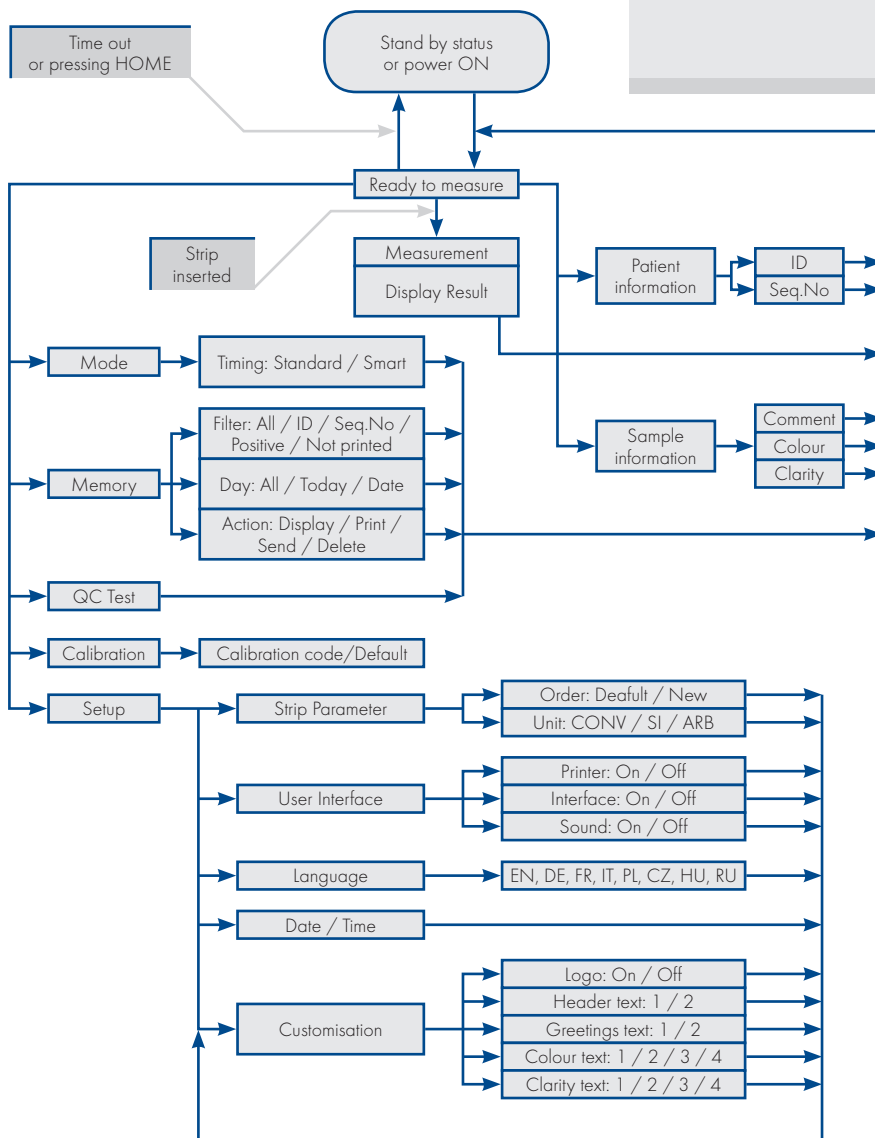 Time out
or pressing HOME
Stand by status
or power ON
Ready to measure
Strip
inserted
Measurement
Display Result
Patient
information
ID
Seq.No
Mode
Timing: Standard / Smart
Memory
Filter: All / ID / Seq.No /
Positive / Not printed
Day: All / Today / Date
Action: Display / Print /
Send / Delete
Sample
information
Comment
Colour
Clarity
QC Test
Calibration
Calibration code/Default
Setup
Strip Parameter
Order: Deafult / New
Unit: CONV / SI / ARB
User Interface
Printer: On / Off
Interface: On / Off
Sound: On / Off
Language
EN, DE, FR, IT, PL, CZ, HU, RU
Date / Time
Customisation
Logo: On / Off
Header text: 1 / 2
Greetings text: 1 / 2
Colour text: 1 / 2 / 3 / 4
Clarity text: 1 / 2 / 3 / 4